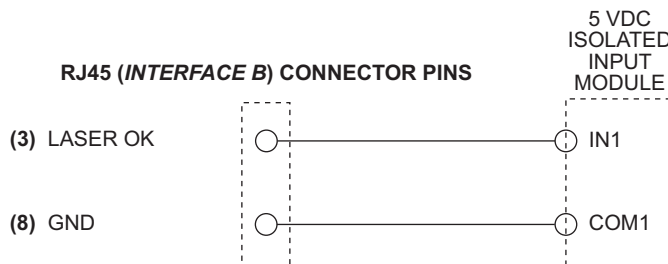 5 VDC
ISOLATED
INPUT
MODULE
RJ45 (INTERFACE B) CONNECTOR PINS
(3) LASER OK
IN1
(8) GND
COM1